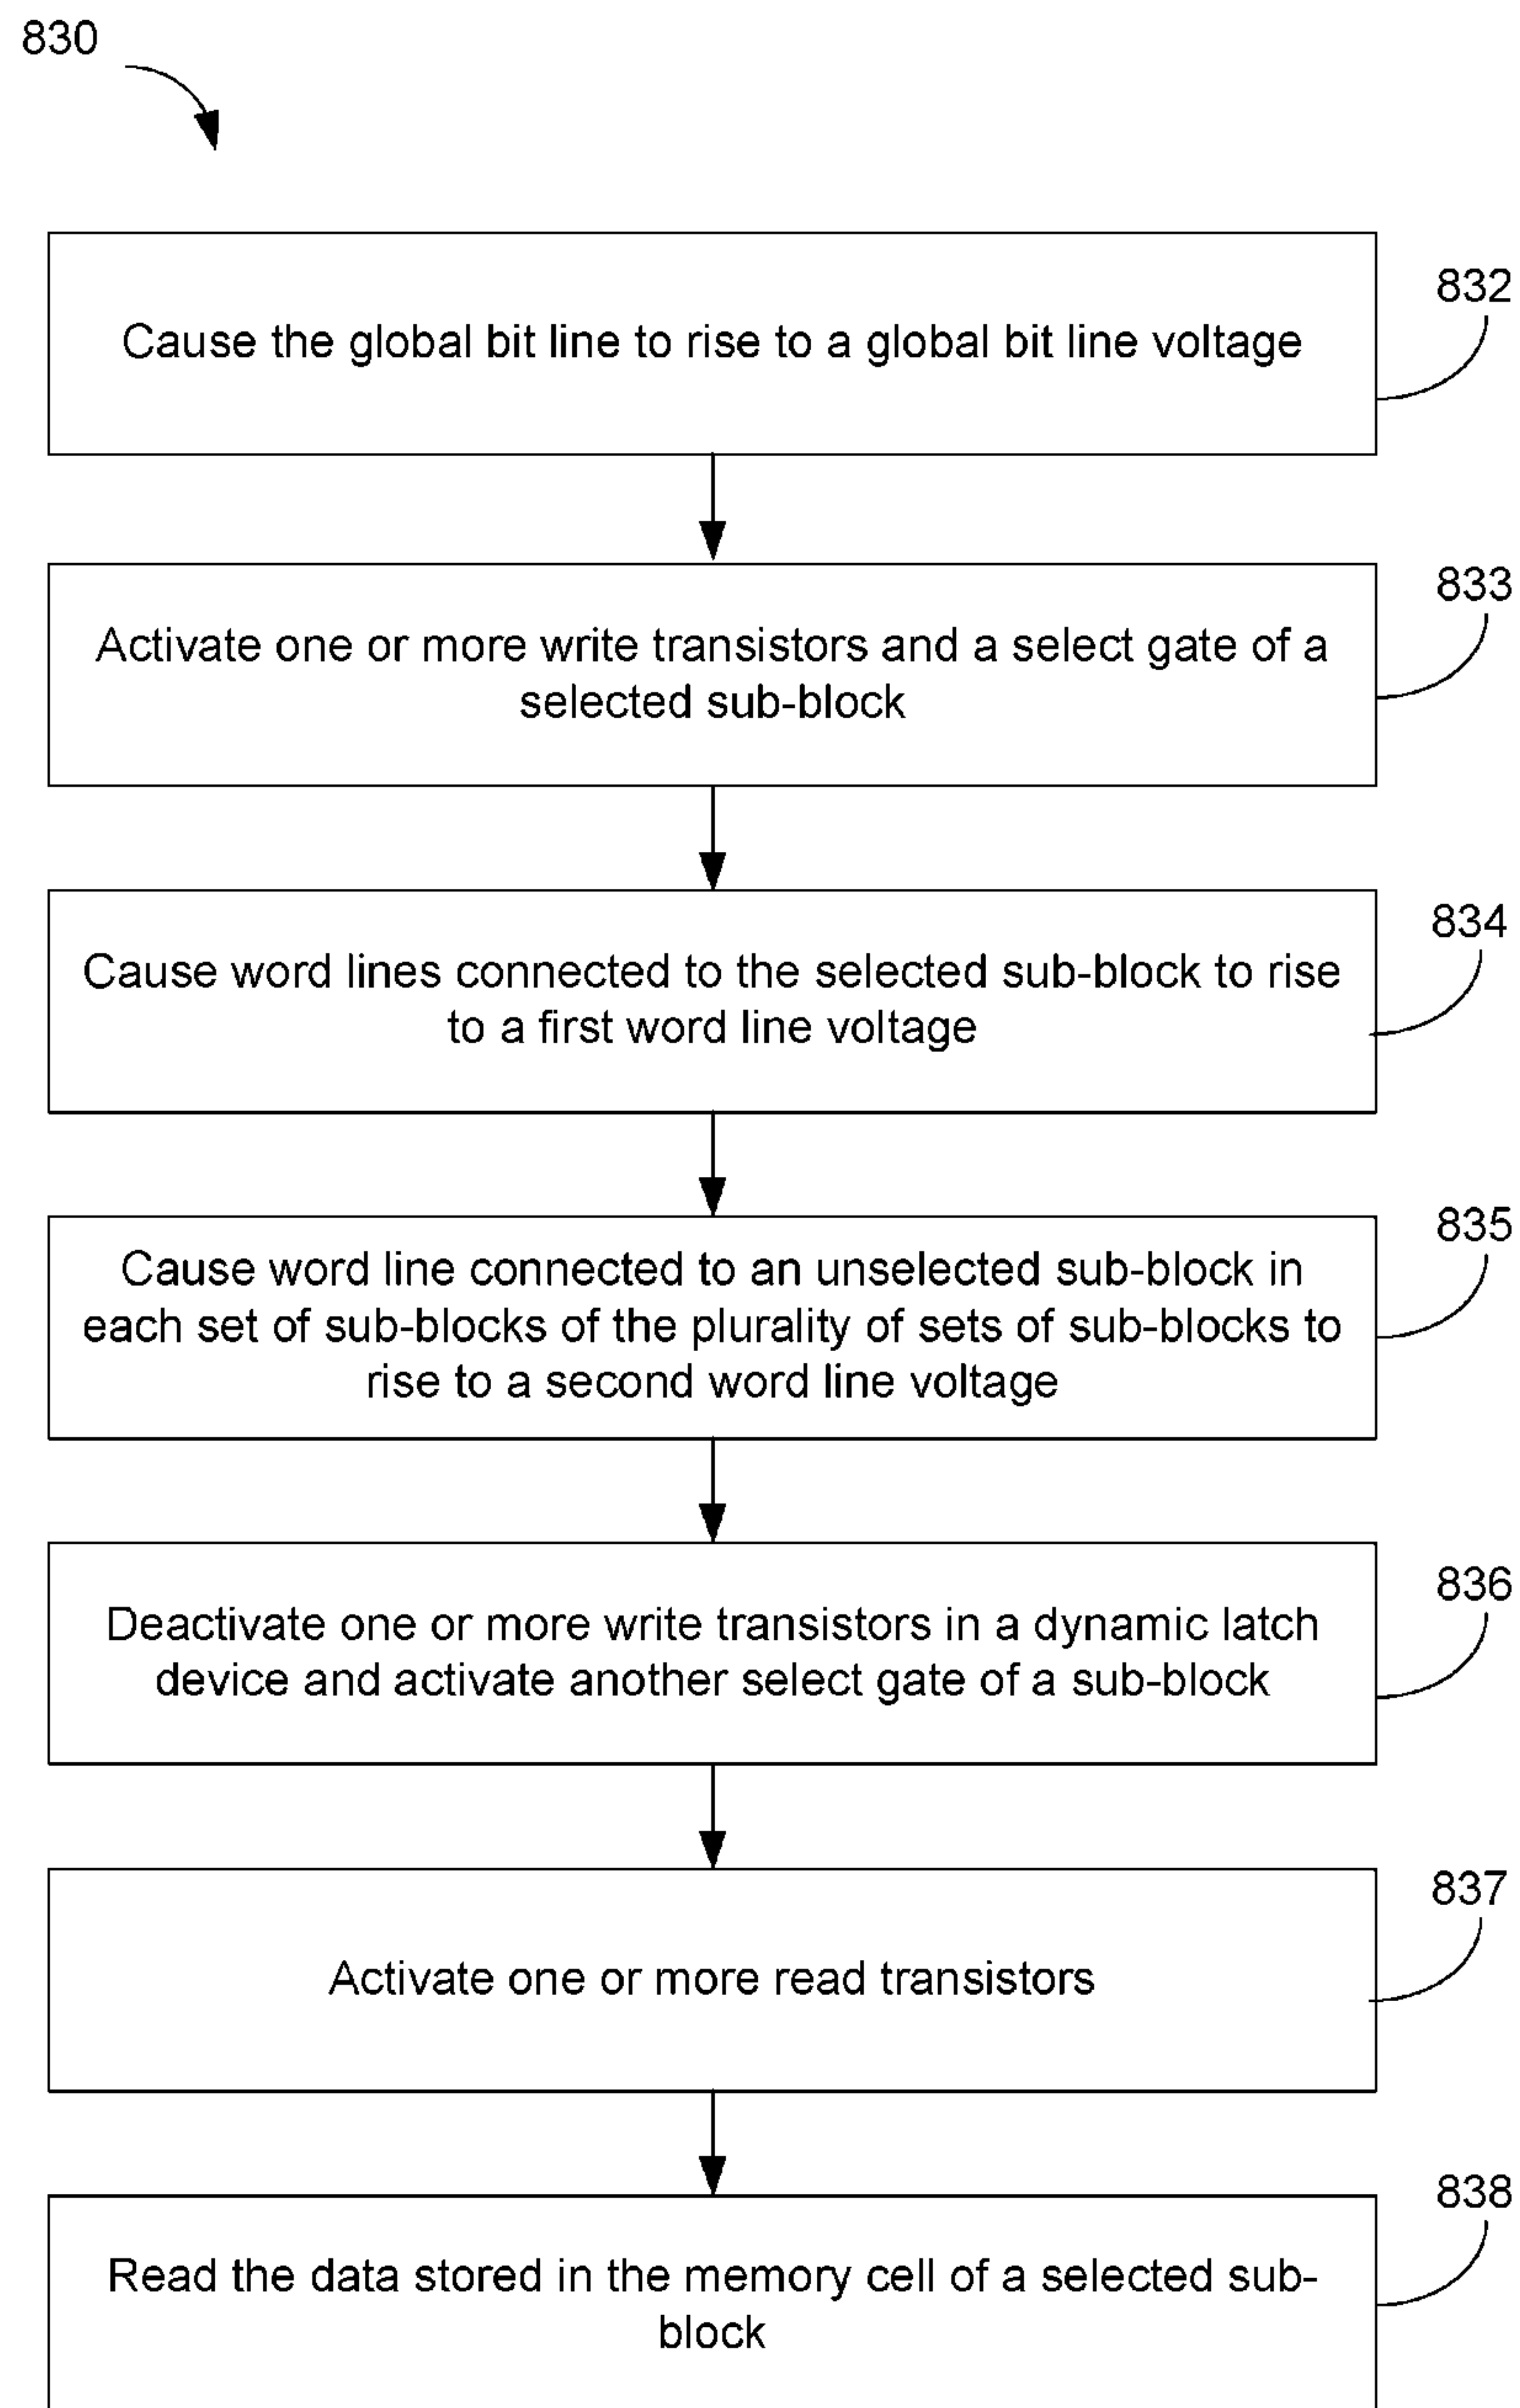 830
832
Cause the global bit line to rise to a global bit line voltage
833
Activate one or more write transistors and a select gate of a
selected sub-block
834
Cause word lines connected to the selected sub-block to rise
to a first word line voltage
835
Cause word line connected to an unselected sub-block in
each set of sub-blocks of the plurality of sets of sub-blocks to
rise to a second word line voltage
836
Deactivate one or more write transistors in a dynamic latch
device and activate another select gate of a sub-block
837
Activate one or more read transistors
838
Read the data stored in the memory cell of a selected sub-
block